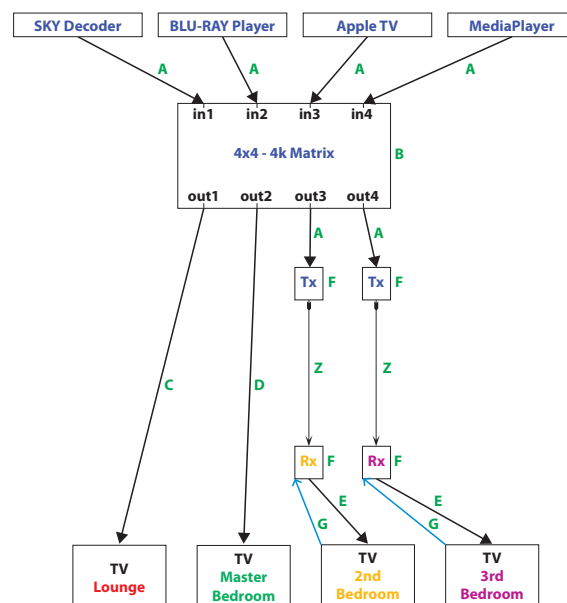 SKY Decoder
BLU-RAY Player
Apple TV
MediaPlayer
A
A
A
A
in1
in2
in3
in4
4x4 - 4k Matrix
B
out1
out2
out3
out4
A
A
Tx
F
Tx
F
Z
Z
C
D
Rx
F
Rx
F
E
E
G
G
TV
Lounge
TV
Master
Bedroom
TV
2nd
Bedroom
TV
3rd
Bedroom